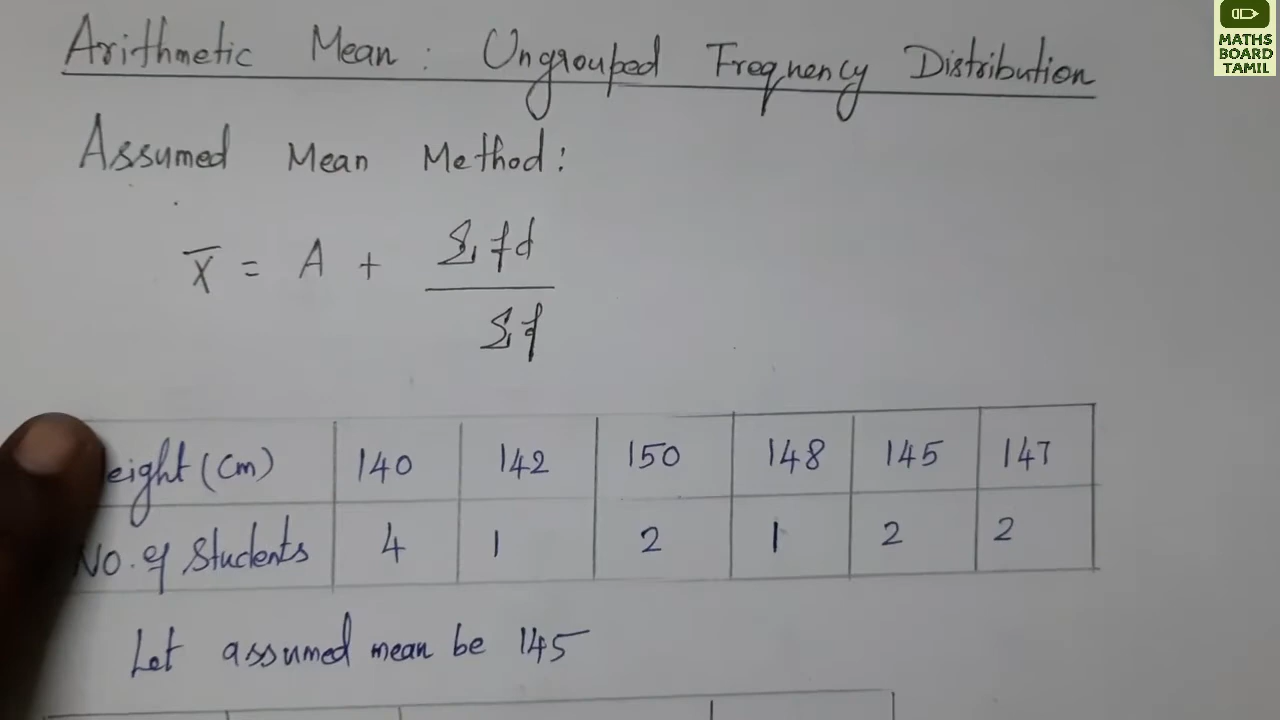 Arithmetic Mean : Ungrouped Frequency Distribution
MATHS
BOARD
TAMIL
Assumed Mean Method:
X̅ = A + Σfd / Σf
eight (Cm) 140 142 150 148 145 147
No. of Students 4 1 2 1 2 2
Let assumed mean be 145